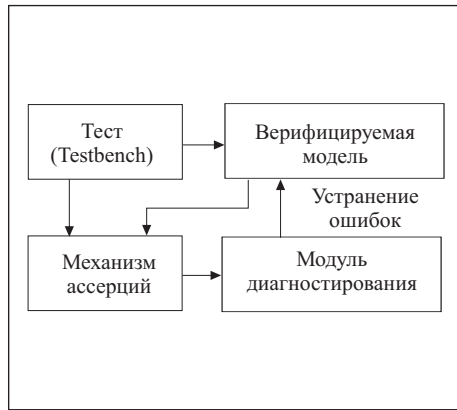 Тест
(Testbench)
Верифицируемая
модель
Устранение
ошибок
Механизм
ассерций
Модуль
диагностирования